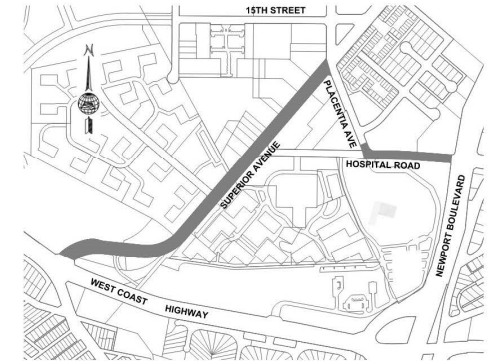 15TH STREET
N
PLACENTIA AVE
HOSPITAL ROAD
SUPERIOR AVENUE
NEWPORT BOULEVARD
WEST COAST HIGHWAY